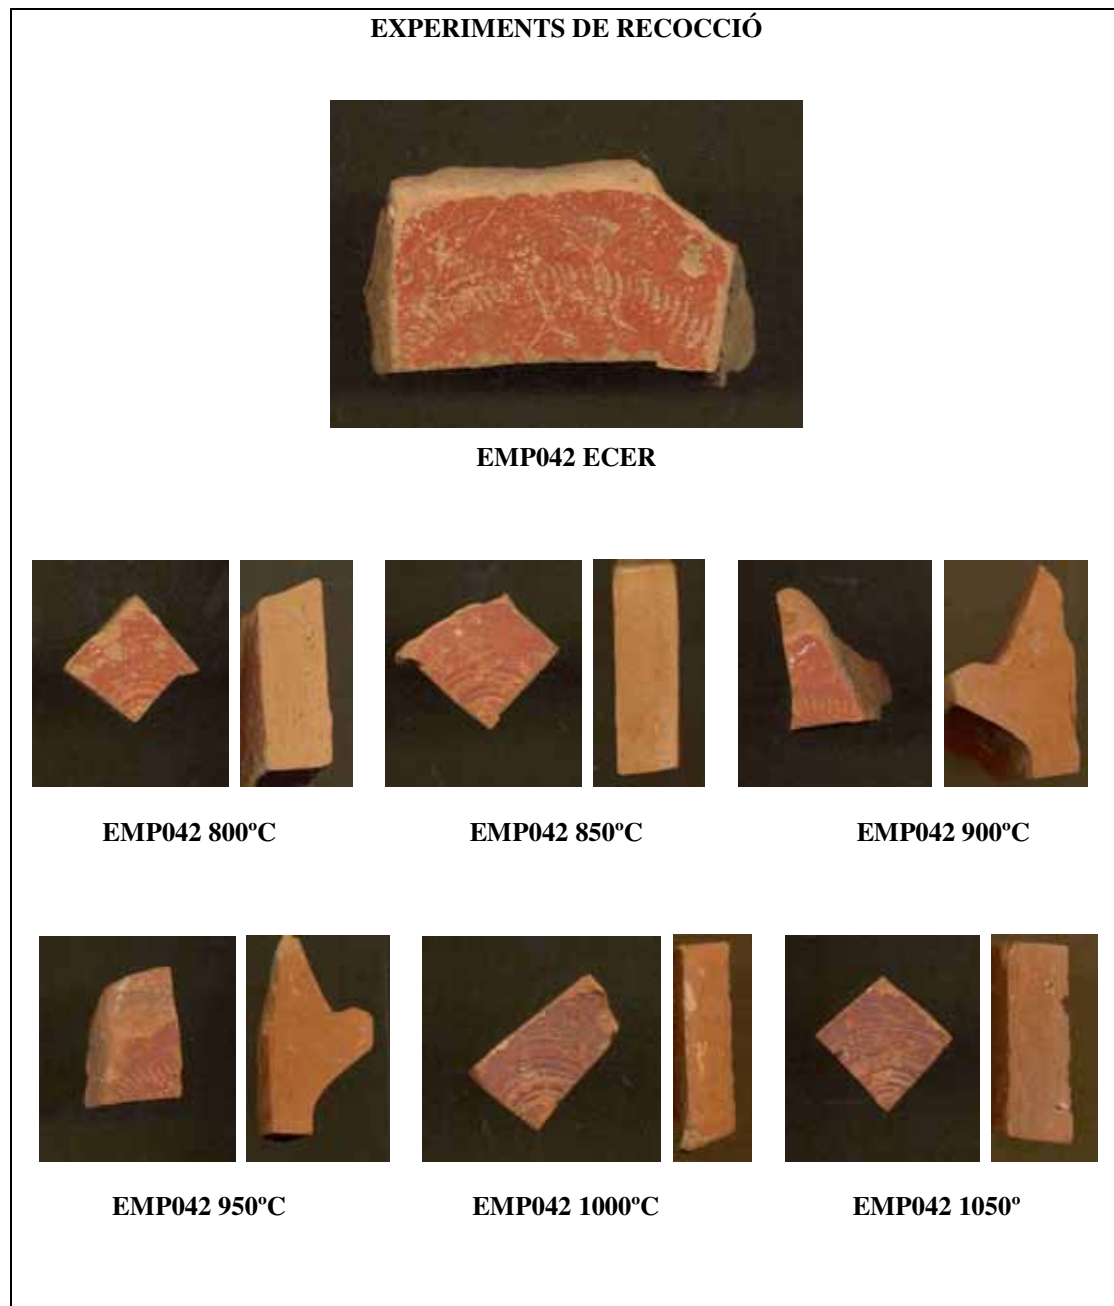 EXPERIMENTS DE RECOCCIÓ
EMP042 ECER
EMP042 800ºC
EMP042 850ºC
EMP042 900ºC
EMP042 950ºC
EMP042 1000ºC
EMP042 1050º